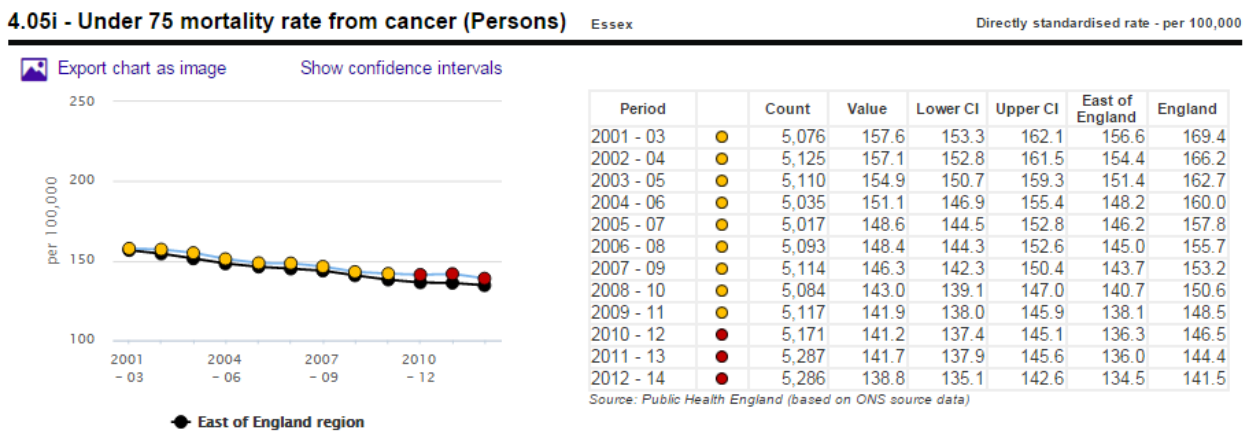 4.05i - Under 75 mortality rate from cancer (Persons) Essex Directly standardised rate - per 100,000
Export chart as image Show confidence intervals
250
200
150
100
per 100,000
2001 - 03
2004 - 06
2007 - 09
2010 - 12
East of England region
Period Count Value Lower CI Upper CI East of England England
2001 - 03 5,076 157.6 153.3 162.1 156.6 169.4
2002 - 04 5,125 157.1 152.8 161.5 154.4 166.2
2003 - 05 5,110 154.9 150.7 159.3 151.4 162.7
2004 - 06 5,035 151.1 146.9 155.4 148.2 160.0
2005 - 07 5,017 148.6 144.5 152.8 146.2 157.8
2006 - 08 5,093 148.4 144.3 152.6 145.0 155.7
2007 - 09 5,114 146.3 142.3 150.4 143.7 153.2
2008 - 10 5,084 143.0 139.1 147.0 140.7 150.6
2009 - 11 5,117 141.9 138.0 145.9 138.1 148.5
2010 - 12 5,171 141.2 137.4 145.1 136.3 146.5
2011 - 13 5,287 141.7 137.9 145.6 136.0 144.4
2012 - 14 5,286 138.8 135.1 142.6 134.5 141.5
Source: Public Health England (based on ONS source data)